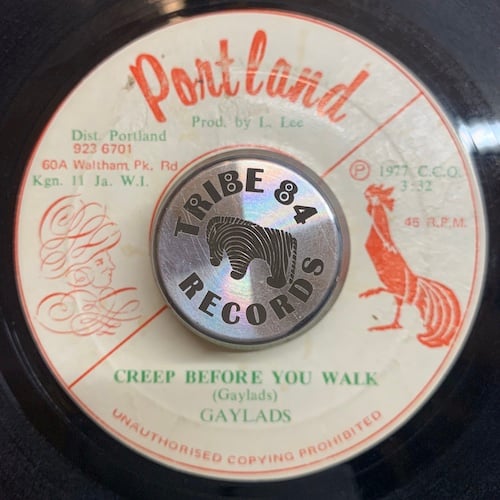 Portland
Prod. by L. Lee
Dist. Portland
923 6701
60A Waltham, Pk. Rd
Kgn. 11 Ja. W.I.
Ⓟ 1977 C.C.O.
3:32
45 R.P.M.
TRIBE 84
RECORDS
CREEP BEFORE YOU WALK
(Gaylads)
GAYLADS
UNAUTHORISED COPYING PROHIBITED